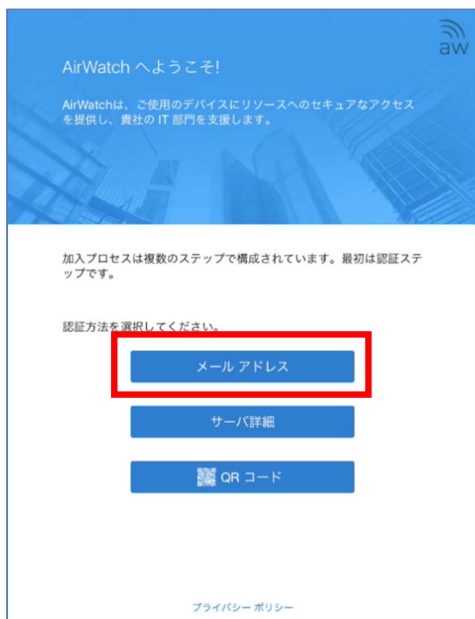 aw
AirWatch へようこそ!
AirWatchは、ご使用のデバイスにリソースへのセキュアなアクセス
を提供し、貴社の IT 部門を支援します。
加入プロセスは複数のステップで構成されています。最初は認証ステ
ップです。
認証方法を選択してください。
メール アドレス
サーバ詳細
QR コード
プライバシー ポリシー